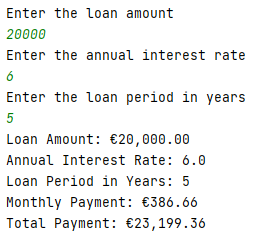 Enter the loan amount
20000
Enter the annual interest rate
6
Enter the loan period in years
5
Loan Amount: €20,000.00
Annual Interest Rate: 6.0
Loan Period in Years: 5
Monthly Payment: €386.66
Total Payment: €23,199.36